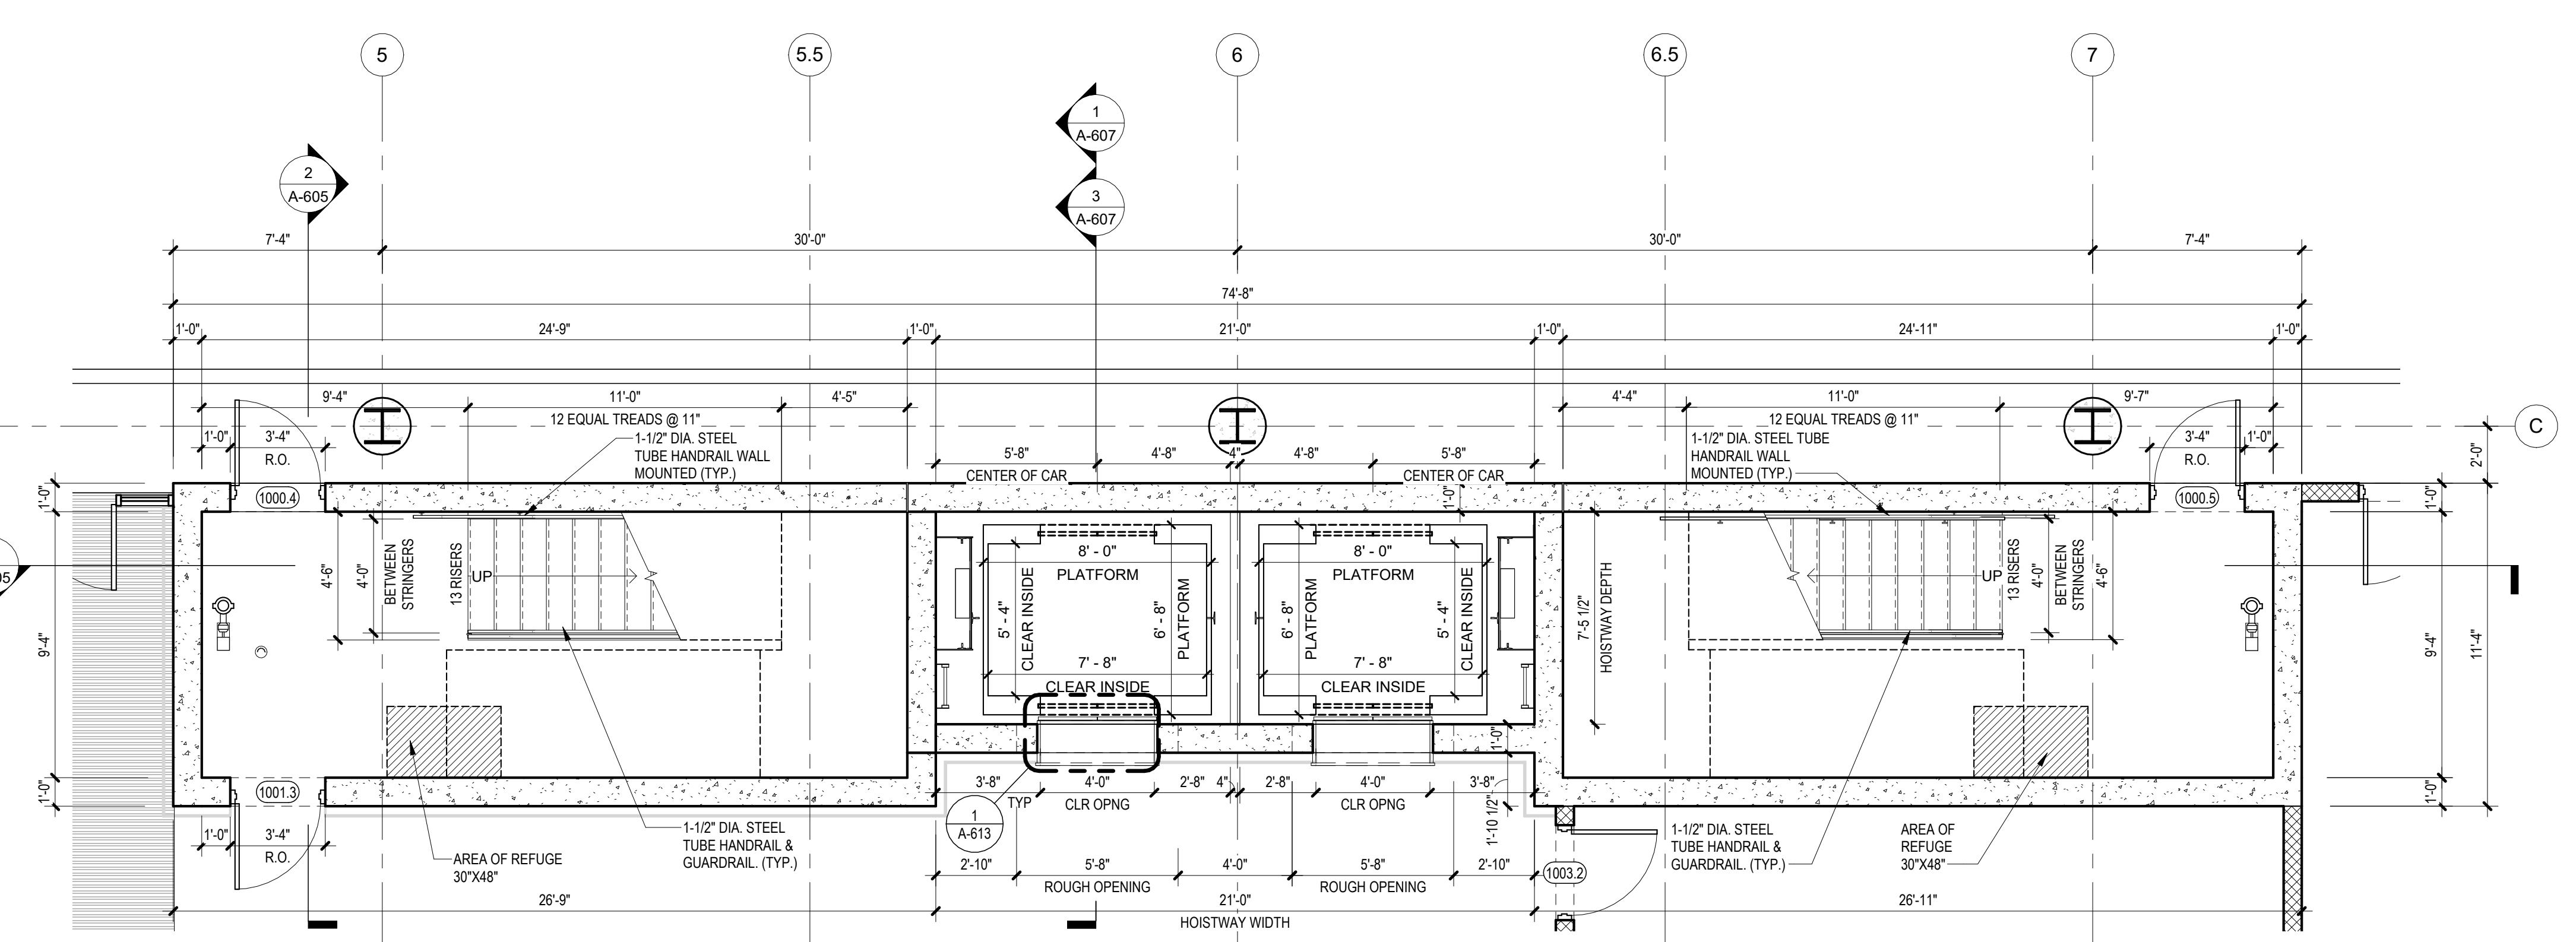 5
5.5
6
6.5
7
1
A-607
2
A-605
3
A-607
7'-4"
30'-0"
30'-0"
7'-4"
74'-8"
1'-0"
24'-9"
1'-0"
21'-0"
1'-0"
24'-11"
1'-0"
9'-4"
11'-0"
4'-5"
4'-4"
11'-0"
9'-7"
12 EQUAL TREADS @ 11"
12 EQUAL TREADS @ 11"
C
1'-0"
3'-4"
R.O.
1-1/2" DIA. STEEL
TUBE HANDRAIL WALL
MOUNTED (TYP.)
5'-8"
4'-8"
4"
4'-8"
5'-8"
CENTER OF CAR
CENTER OF CAR
1-1/2" DIA. STEEL TUBE
HANDRAIL WALL
MOUNTED (TYP.)
3'-4"
1'-0"
R.O.
2'-0"
1'-0"
1000.4
1'-0"
1000.5
1'-0"
4'-6"
4'-0"
BETWEEN
STRINGERS
13 RISERS
UP
8' - 0"
PLATFORM
5' - 4"
CLEAR INSIDE
6' - 8"
PLATFORM
7' - 8"
CLEAR INSIDE
8' - 0"
PLATFORM
6' - 8"
PLATFORM
5' - 4"
CLEAR INSIDE
7' - 8"
CLEAR INSIDE
7'-5 1/2"
HOISTWAY DEPTH
UP
13 RISERS
4'-0"
BETWEEN
STRINGERS
4'-6"
05
9'-4"
9'-4"
11'-4"
1'-0"
1'-0"
1001.3
1'-0"
3'-8"
4'-0"
2'-8"
4"
2'-8"
4'-0"
3'-8"
TYP
CLR OPNG
CLR OPNG
1
A-613
1'-10 1/2"
1'-0"
1'-0"
3'-4"
R.O.
AREA OF REFUGE
30"X48"
1-1/2" DIA. STEEL
TUBE HANDRAIL &
GUARDRAIL. (TYP.)
2'-10"
5'-8"
4'-0"
5'-8"
2'-10"
ROUGH OPENING
ROUGH OPENING
1003.2
1-1/2" DIA. STEEL
TUBE HANDRAIL &
GUARDRAIL. (TYP.)
AREA OF
REFUGE
30"X48"
26'-9"
21'-0"
26'-11"
HOISTWAY WIDTH